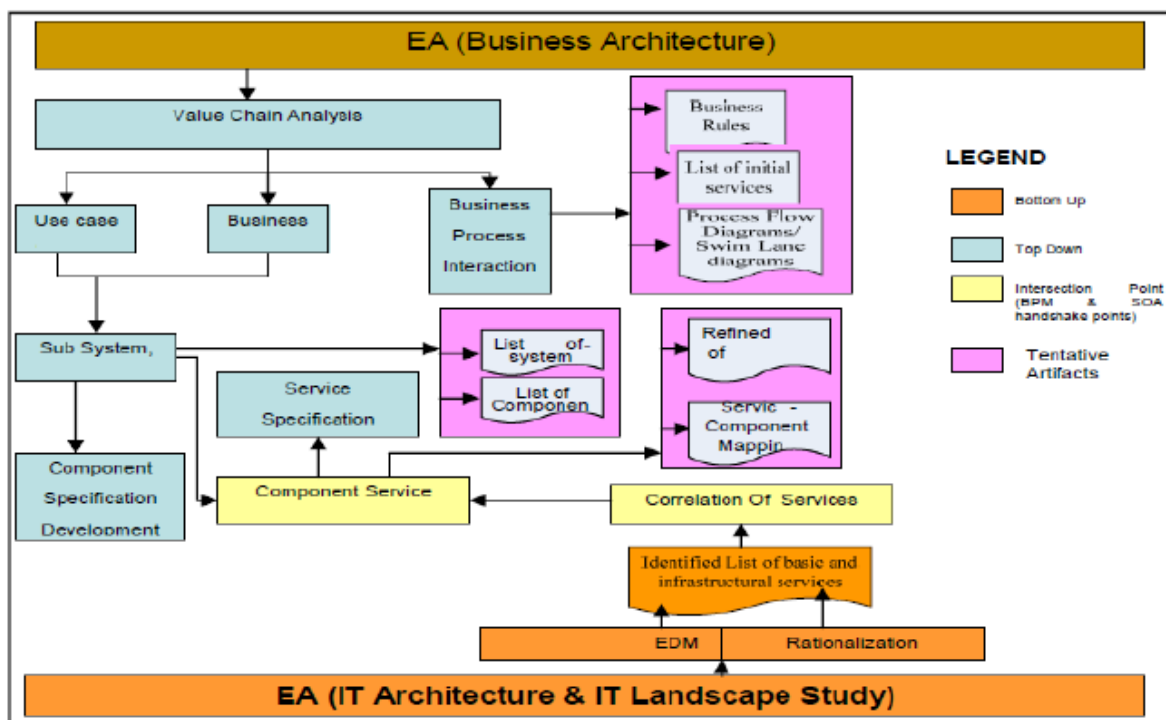 EA (Business Architecture)
Value Chain Analysis
Use case
Business
Business
Process
Interaction
Business
Rules
List of initial
services
Process Flow
Diagrams/
Swim Lane
diagrams
LEGEND
Bottom Up
Top Down
Intersection Point
(BPM & SOA
handshake points)
Tentative
Artifacts
Sub System,
List of-
system
List of
Componen
Refined
of
Servic -
Component
Mappin
Service
Specification
Component
Specification
Development
Component Service
Correlation Of Services
Identified List of basic and
infrastructural services
EDM
Rationalization
EA (IT Architecture & IT Landscape Study)